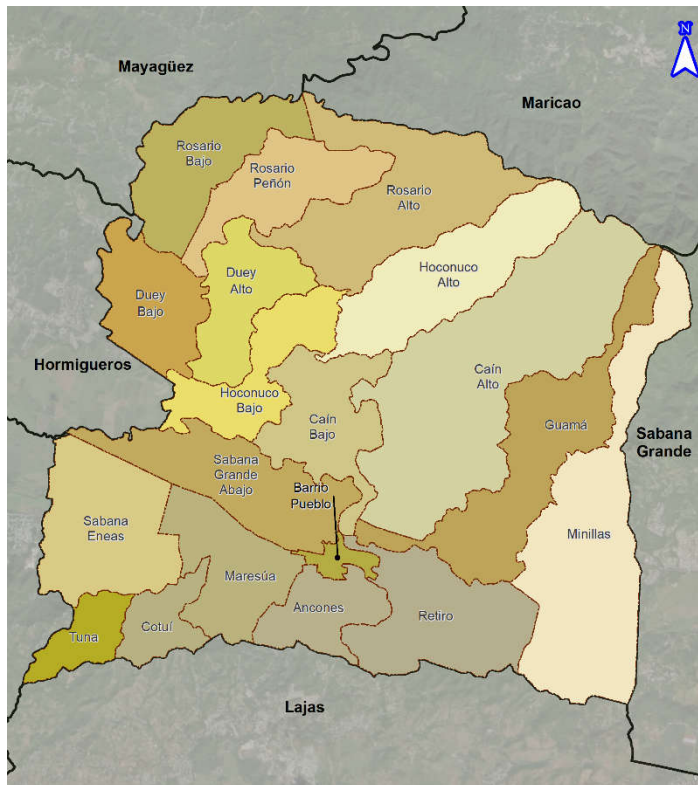 N
Mayagüez
Maricao
Rosario
Bajo
Rosario
Peñón
Rosario
Alto
Hoconuco
Alto
Duey
Alto
Duey
Bajo
Hormigueros
Hoconuco
Bajo
Caín
Alto
Caín
Bajo
Guamá
Sabana
Grande
Sabana
Grande
Abajo
Barrio
Pueblo
Sabana
Eneas
Minillas
Maresúa
Ancones
Retiro
Tuna
Cotuí
Lajas